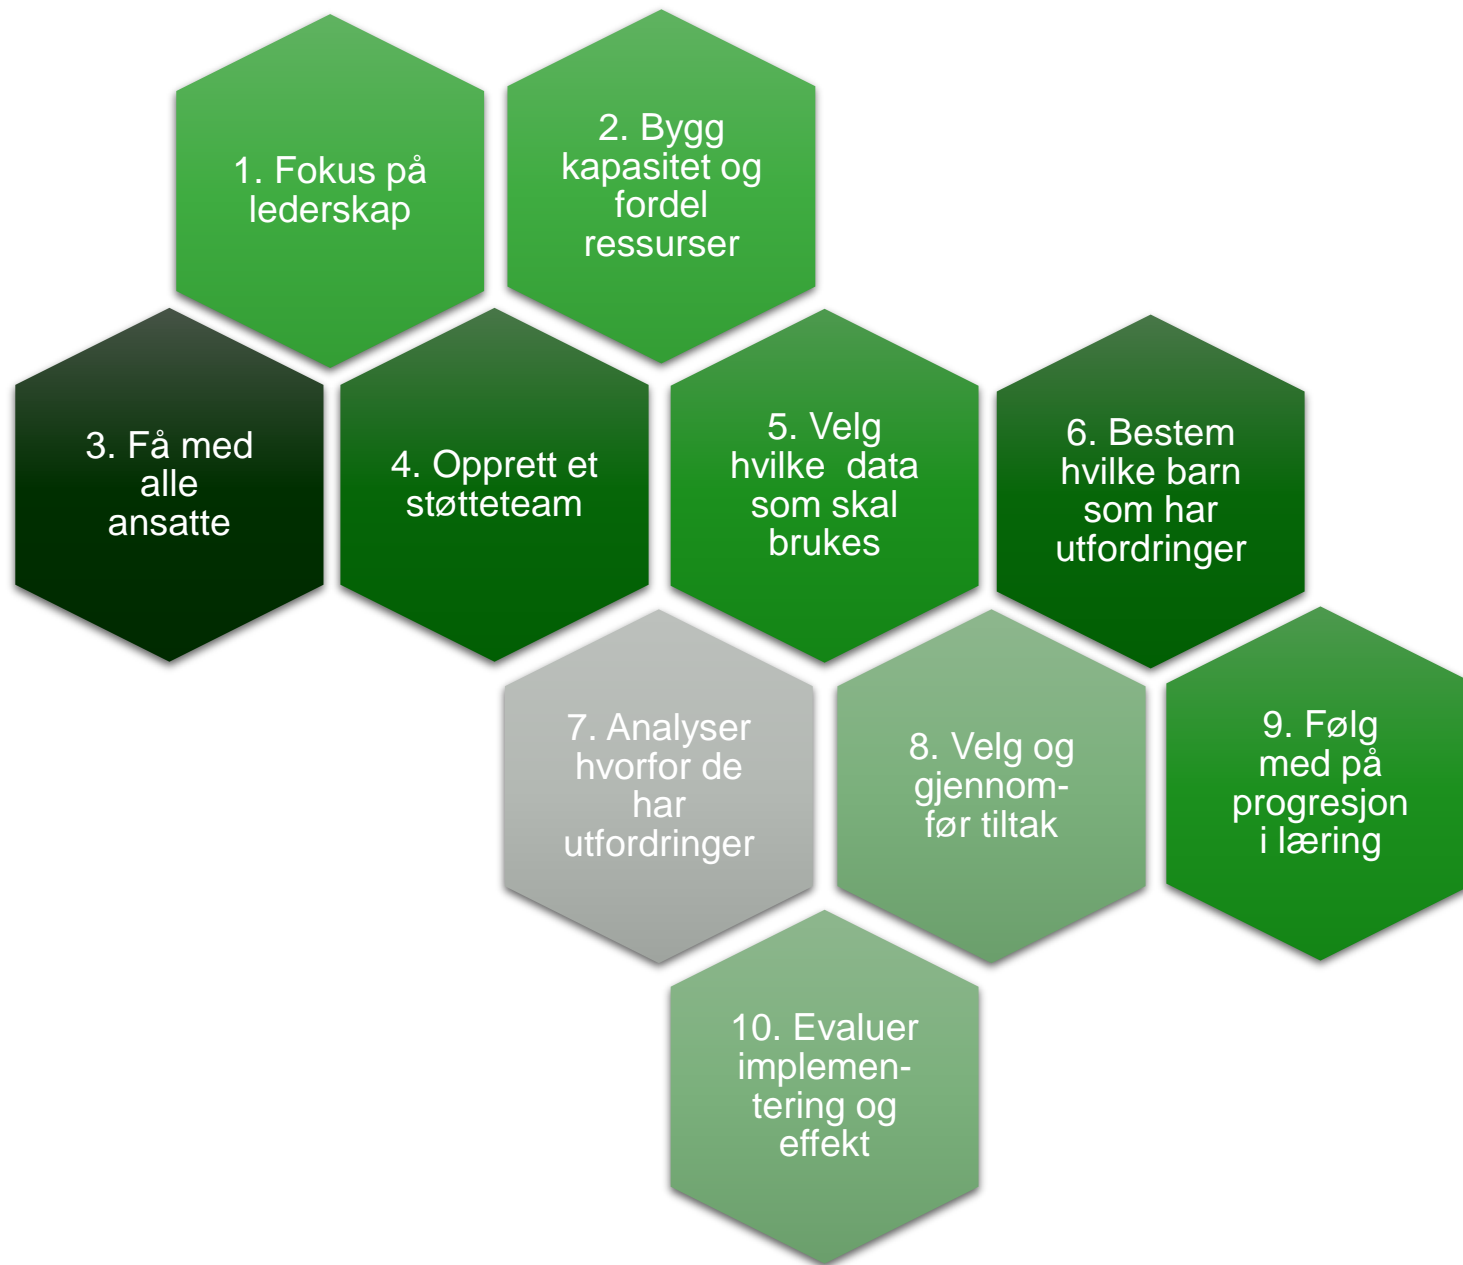 1. Fokus på
lederskap
2. Bygg
kapasitet og
fordel
ressurser
3. Få med
alle
ansatte
4. Opprett et
støtteteam
5. Velg
hvilke  data
som skal
brukes
6. Bestem
hvilke barn
som har
utfordringer
7. Analyser
hvorfor de
har
utfordringer
8. Velg og
gjennom-
før tiltak
9. Følg
med på
progresjon
i læring
10. Evaluer
implemen-
tering og
effekt